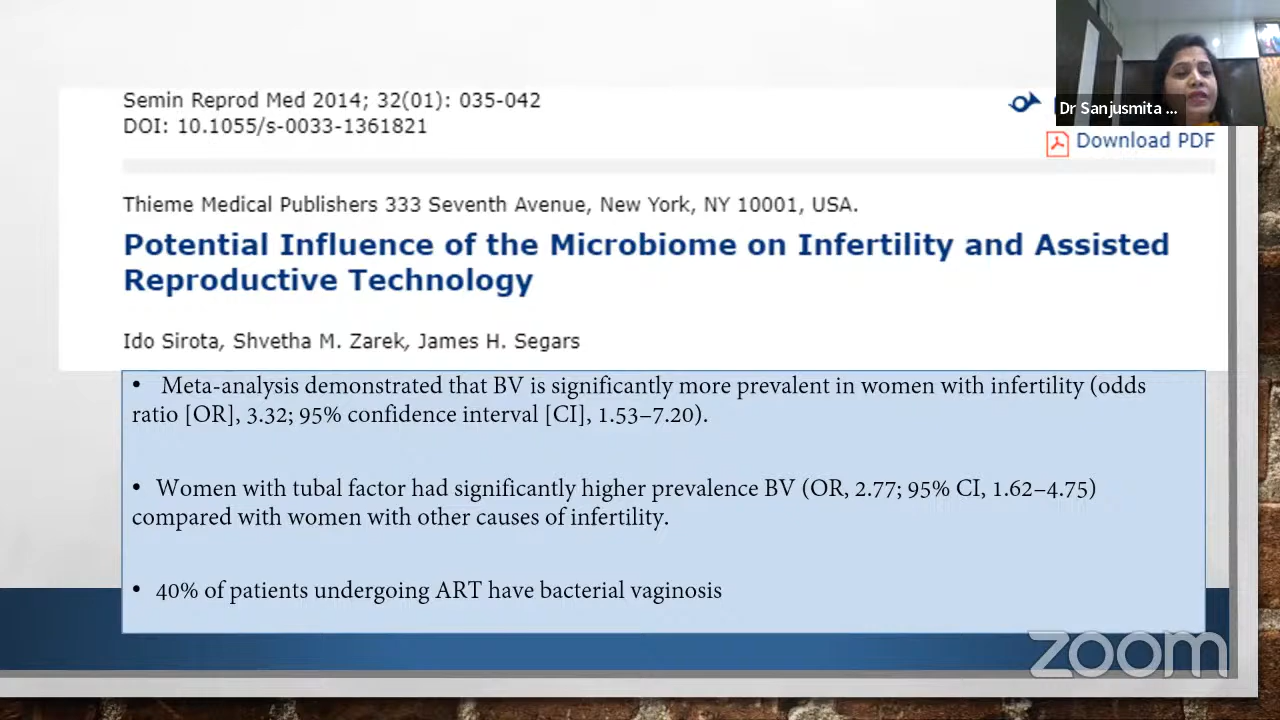 Semin Reprod Med 2014; 32(01): 035-042
DOI: 10.1055/s-0033-1361821
Dr Sanjusmita ...
Download PDF
Thieme Medical Publishers 333 Seventh Avenue, New York, NY 10001, USA.
Potential Influence of the Microbiome on Infertility and Assisted
Reproductive Technology
Ido Sirota, Shvetha M. Zarek, James H. Segars
• Meta-analysis demonstrated that BV is significantly more prevalent in women with infertility (odds
ratio [OR], 3.32; 95% confidence interval [CI], 1.53–7.20).
• Women with tubal factor had significantly higher prevalence BV (OR, 2.77; 95% CI, 1.62–4.75)
compared with women with other causes of infertility.
• 40% of patients undergoing ART have bacterial vaginosis
zoom